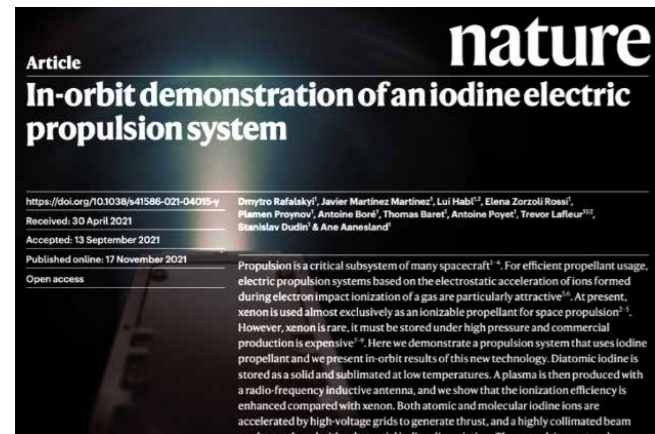 nature
Article
In-orbit demonstration of an iodine electric
propulsion system
https://doi.org/10.1038/s41586-021-04015-y
Received: 30 April 2021
Accepted: 13 September 2021
Published online: 17 November 2021
Open access
Dmytro Rafalskyi¹, Javier Martínez Martínez¹, Lui Habl¹,², Elena Zorzoli Rossi¹,
Plamen Proynov¹, Antoine Boré¹, Thomas Baret¹, Antoine Poyet¹, Trevor Lafleur¹
Stanislav Dudin¹ & Ane Aanesland¹
Propulsion is a critical subsystem of many spacecraft¹⁻⁴. For efficient propellant usage,
electric propulsion systems based on the electrostatic acceleration of ions formed
during electron impact ionization of a gas are particularly attractive⁵,⁶. At present,
xenon is used almost exclusively as an ionizable propellant for space propulsion²⁻⁵.
However, xenon is rare, it must be stored under high pressure and commercial
production is expensive⁷⁻⁹. Here we demonstrate a propulsion system that uses iodine
propellant and we present in-orbit results of this new technology. Diatomic iodine is
stored as a solid and sublimated at low temperatures. A plasma is then produced with
a radio-frequency inductive antenna, and we show that the ionization efficiency is
enhanced compared with xenon. Both atomic and molecular iodine ions are
accelerated by high-voltage grids to generate thrust, and a highly collimated beam